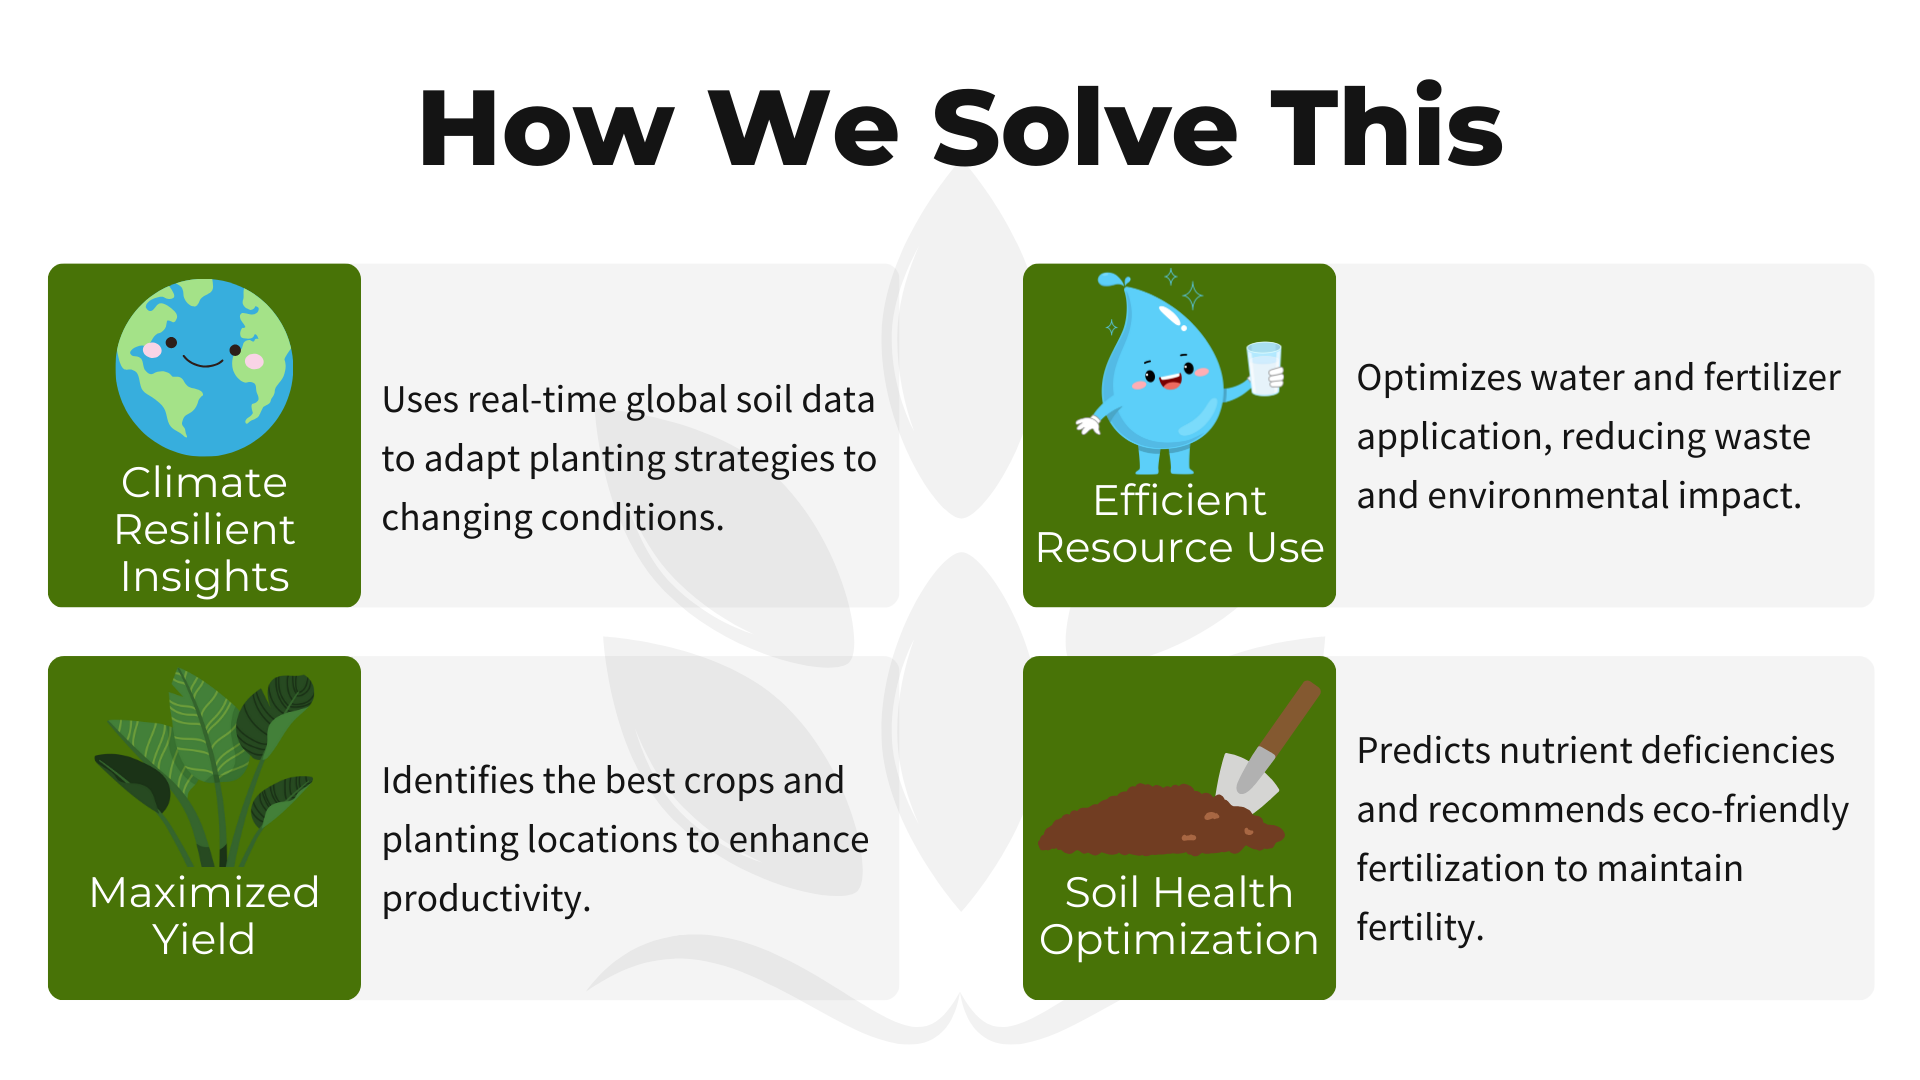 How We Solve This
Climate
Resilient
Insights
Uses real-time global soil data
to adapt planting strategies to
changing conditions.
Efficient
Resource Use
Optimizes water and fertilizer
application, reducing waste
and environmental impact.
Maximized
Yield
Identifies the best crops and
planting locations to enhance
productivity.
Soil Health
Optimization
Predicts nutrient deficiencies
and recommends eco-friendly
fertilization to maintain
fertility.